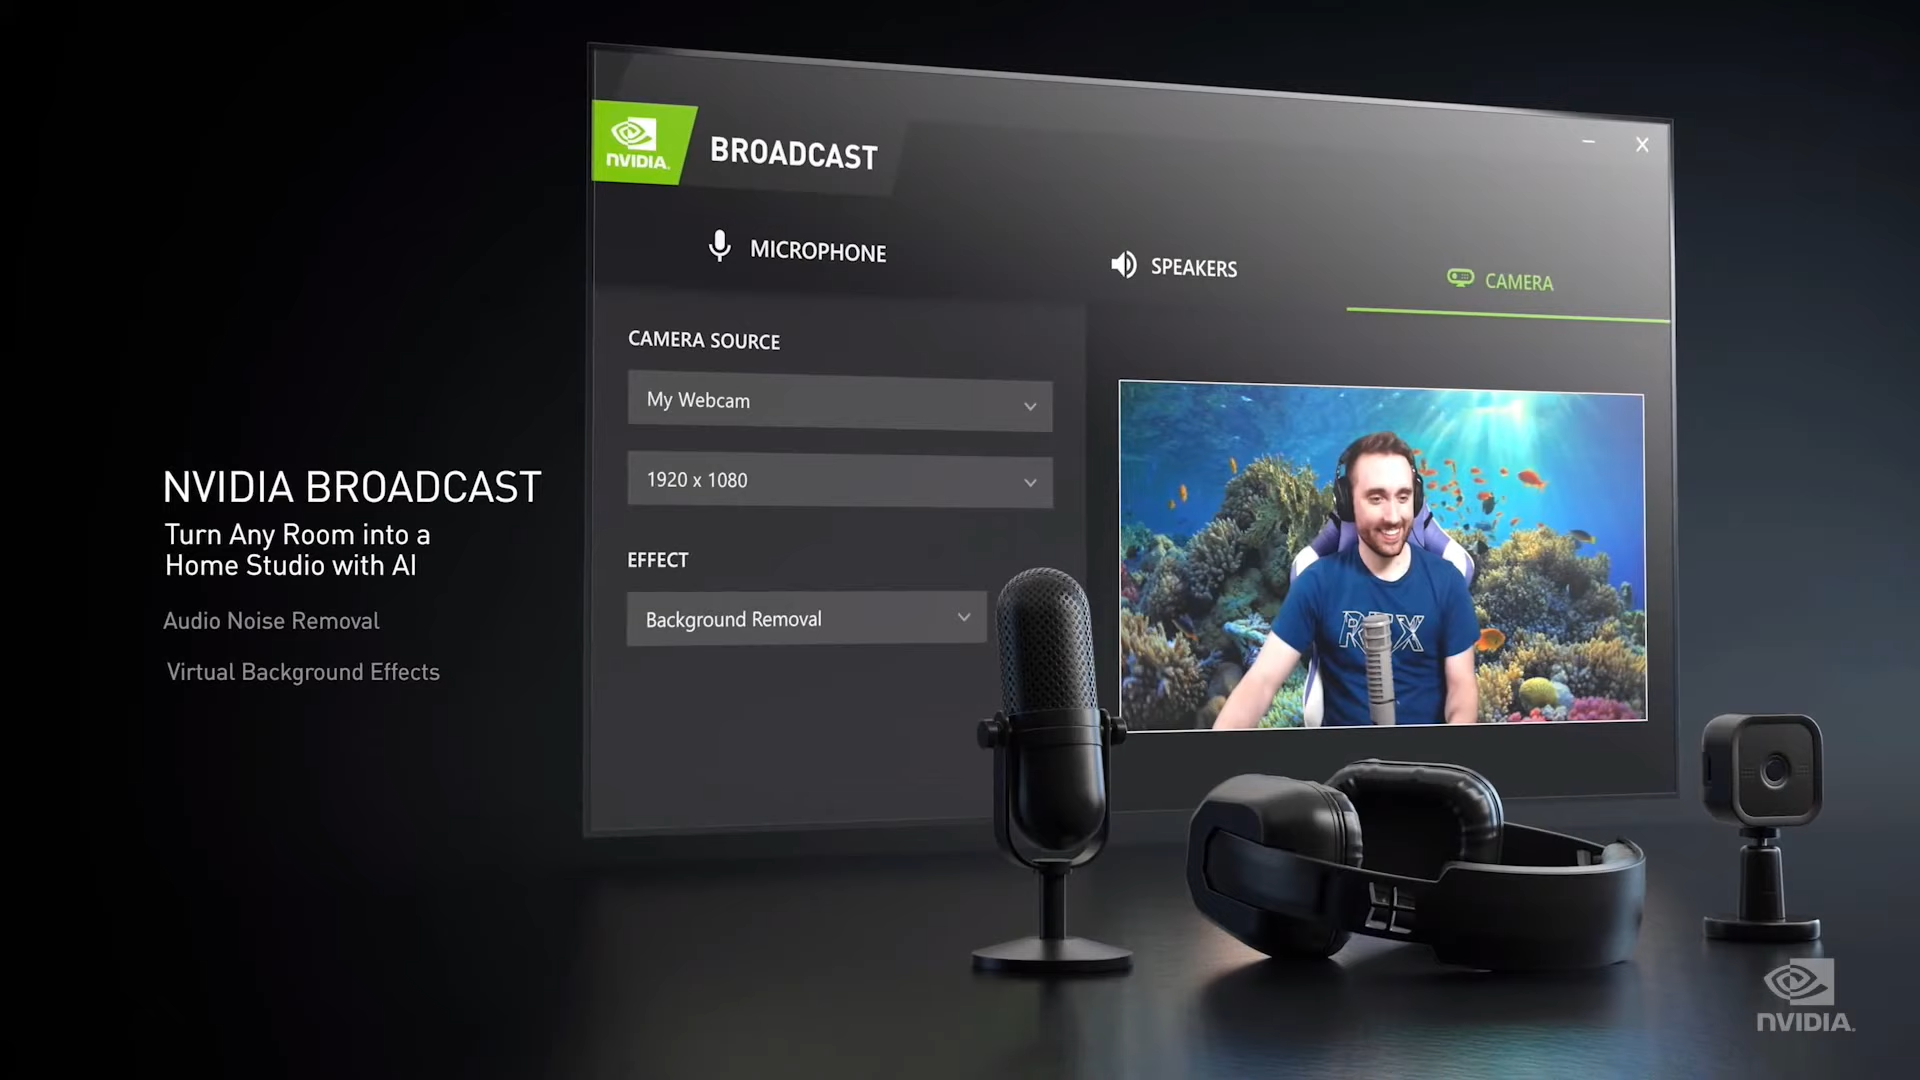 NVIDIA.
BROADCAST
MICROPHONE
SPEAKERS
CAMERA
CAMERA SOURCE
My Webcam
1920 x 1080
EFFECT
Background Removal
RTX
NVIDIA BROADCAST
Turn Any Room into a
Home Studio with AI
Audio Noise Removal
Virtual Background Effects
NVIDIA.